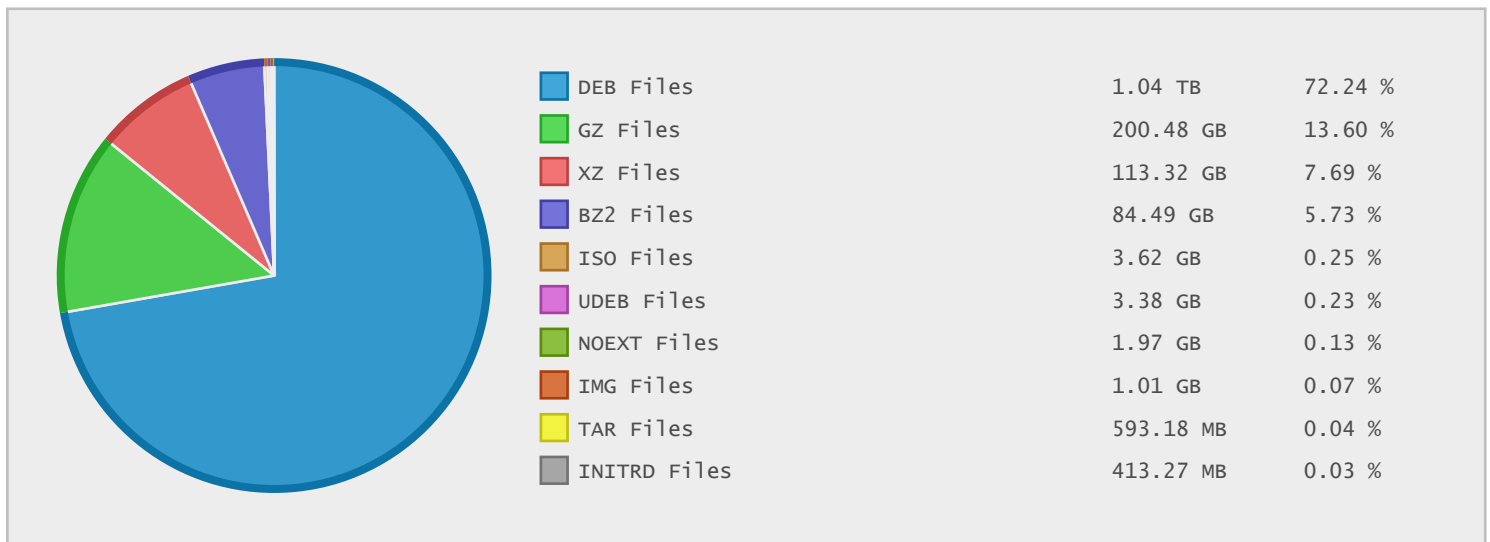 DEB Files 1.04 TB 72.24 %
GZ Files 200.48 GB 13.60 %
XZ Files 113.32 GB 7.69 %
BZ2 Files 84.49 GB 5.73 %
ISO Files 3.62 GB 0.25 %
UDEB Files 3.38 GB 0.23 %
NOEXT Files 1.97 GB 0.13 %
IMG Files 1.01 GB 0.07 %
TAR Files 593.18 MB 0.04 %
INITRD Files 413.27 MB 0.03 %